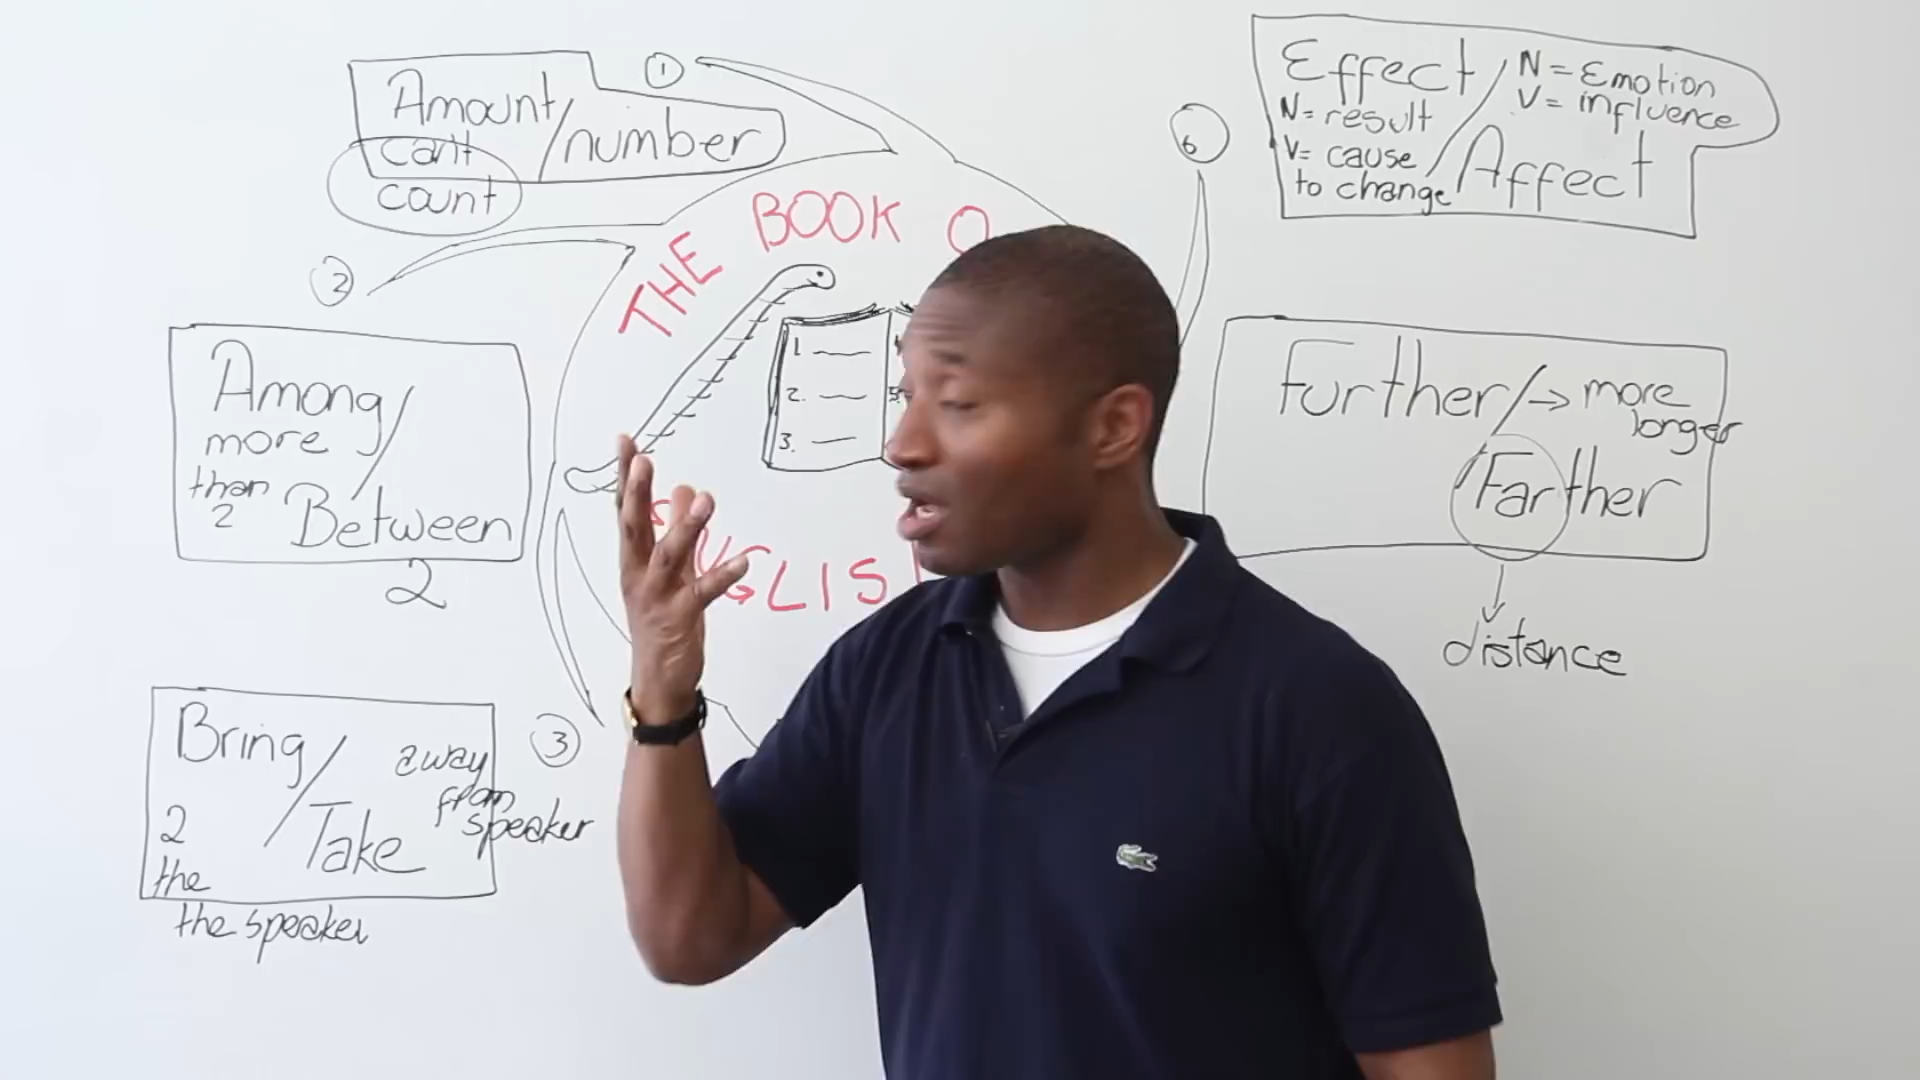 1
Amount/number
can't
count
2
Among/
more
than
2
Between
2
Bring/
Take
away
from
speaker
2
the
the speaker
3
THE BOOK O
1.
2.
3.
6
Effect/
N= result
V= cause
to change
N = Emotion
V= influence
Affect
Further/→ more
longer
Farther
distance